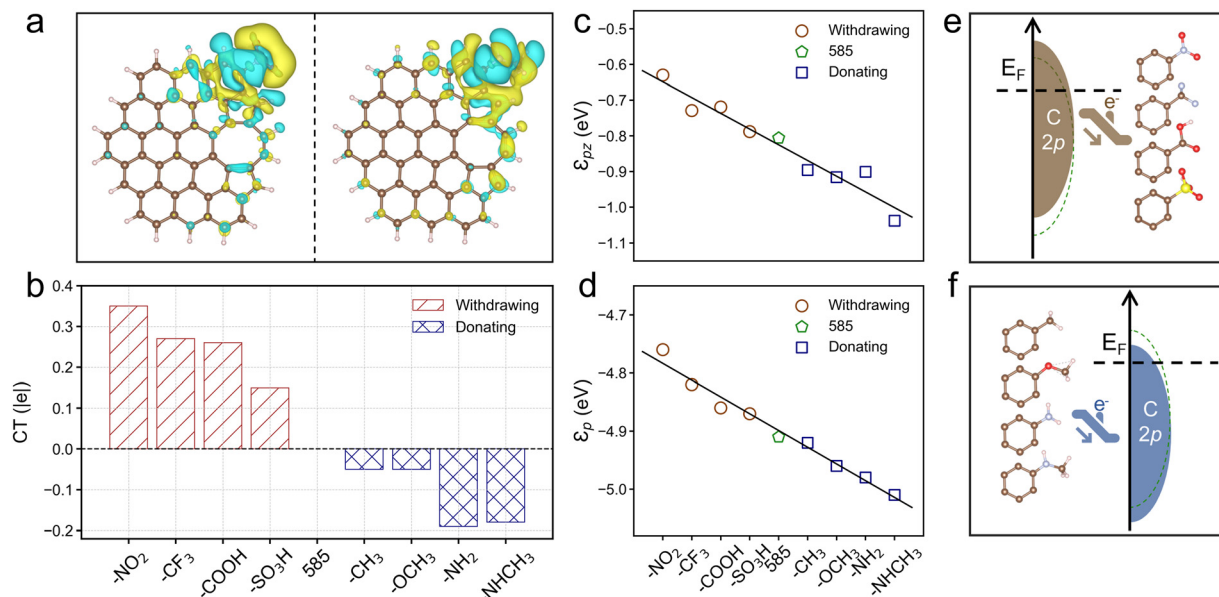 a
b
CT (|e|)
0.4
0.3
0.2
0.1
0.0
−0.1
−0.2
Withdrawing
Donating
-NO2
-CF3
-COOH
-SO3H
585
-CH3
-OCH3
-NH2
NHCH3
c
εpz (eV)
−0.5
−0.6
−0.7
−0.8
−0.9
−1.0
−1.1
Withdrawing
585
Donating
d
εp (eV)
−4.7
−4.8
−4.9
−5.0
Withdrawing
585
Donating
-NO2
-CF3
-COOH
-SO3H
585
-CH3
-OCH3
-NH2
-NHCH3
e
EF
C
2p
e-
f
EF
C
2p
e-